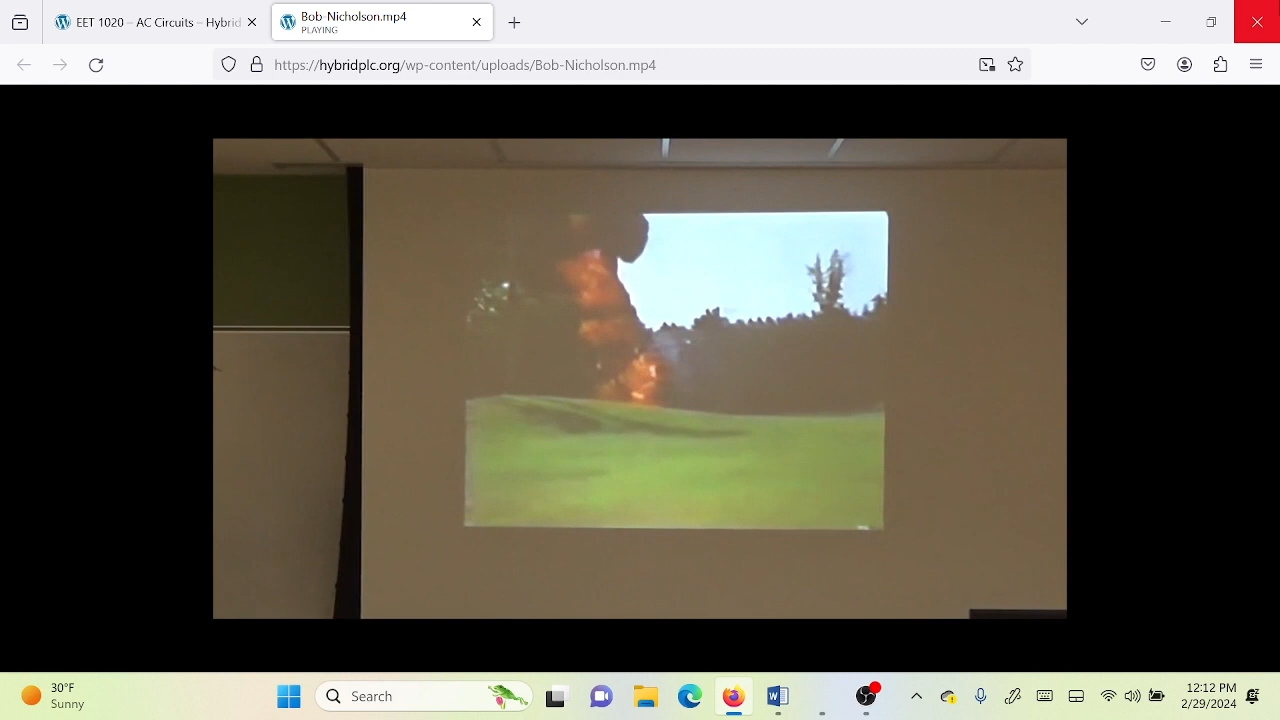 EET 1020 – AC Circuits – Hybrid
Bob-Nicholson.mp4
PLAYING
https://hybridplc.org/wp-content/uploads/Bob-Nicholson.mp4
30°F
Sunny
Search
12:12 PM
2/29/2024